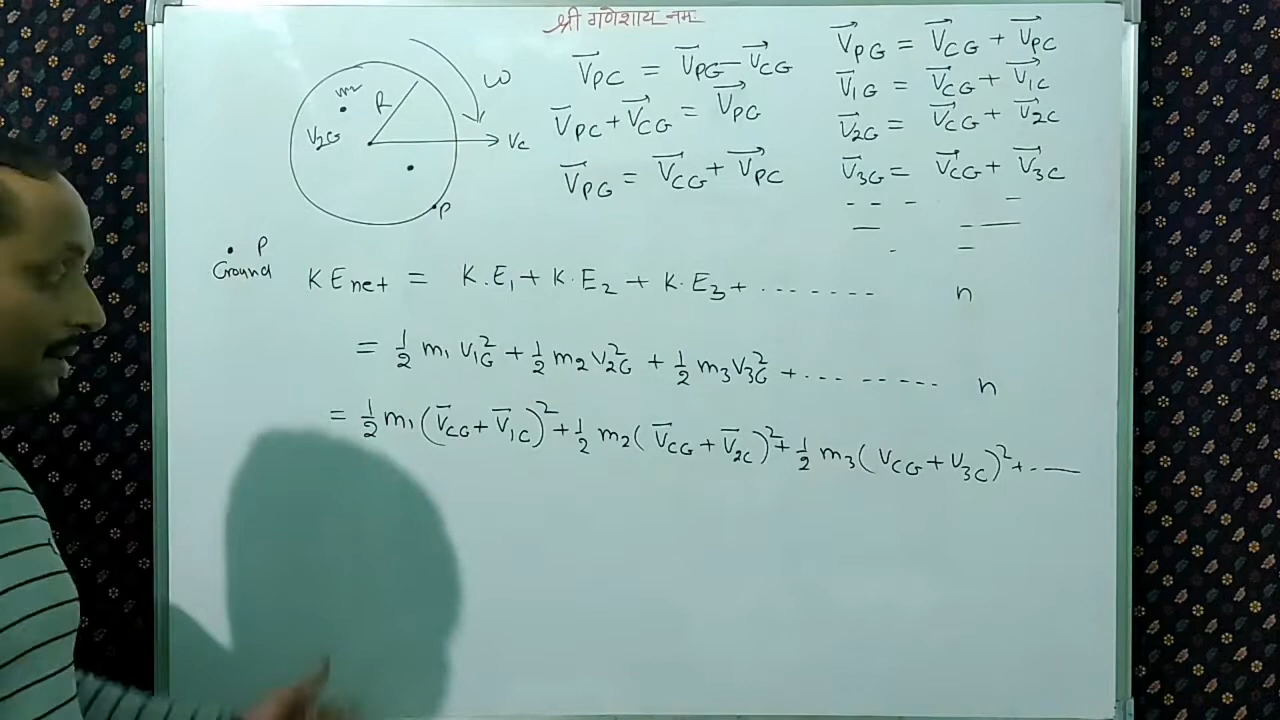 श्री गणेशाय नमः
m2
R
ω
V2G
Vc
P
V⃗PC = V̅PG − V⃗CG
V̅PC + V⃗CG = V⃗PG
V⃗PG = V⃗CG + V⃗PC
V⃗PG = V⃗CG + V⃗PC
V̅1G = V⃗CG + V⃗1C
V⃗2G = V⃗CG + V⃗2C
V̅3G = V⃗CG + V⃗3C
. P
Ground
KEnet = K.E1 + K.E2 + K.E3 + ....... n
= 1/2 m1 V1G² + 1/2 m2 V2G² + 1/2 m3 V3G² + ......... n
= 1/2 m1 (V̅CG + V̅1C)² + 1/2 m2 (V̅CG + V̅2C)² + 1/2 m3 (VCG + V3C)² + ..—